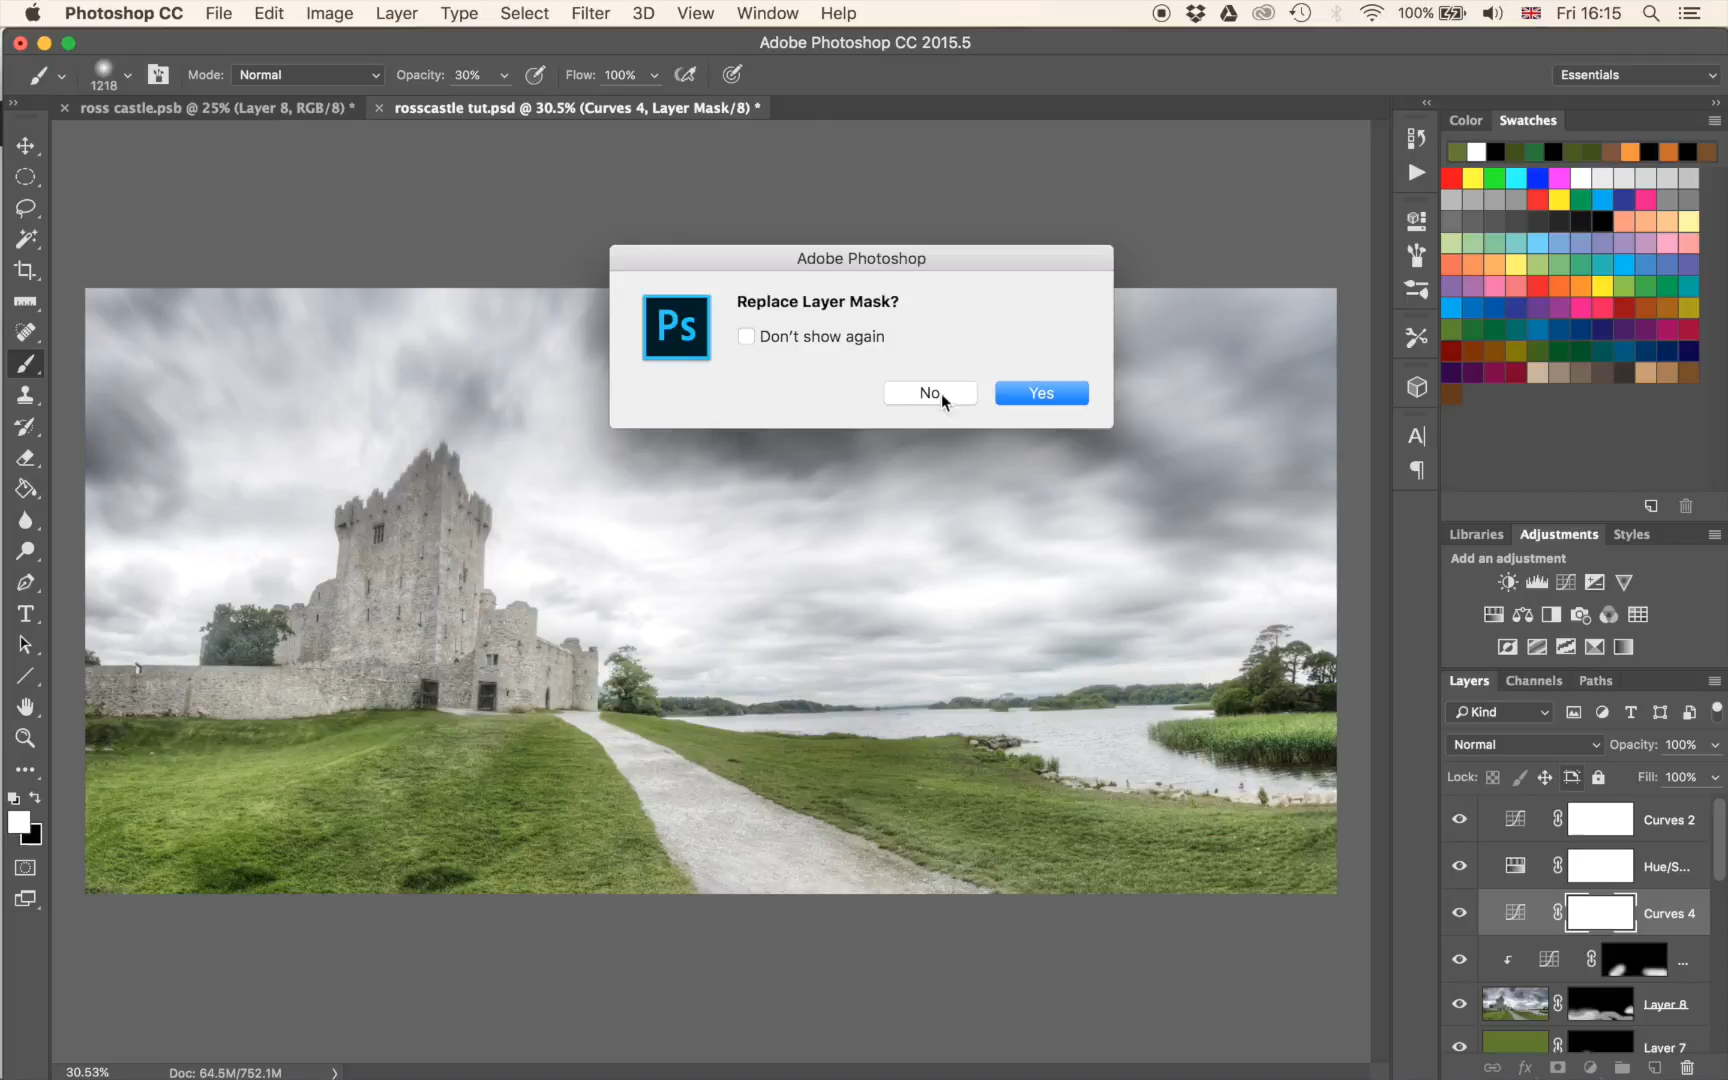 Photoshop CC File Edit Image Layer Type Select Filter 3D View Window Help 100% Fri 16:15
Adobe Photoshop CC 2015.5
1218 Mode: Normal Opacity: 30% Flow: 100% Essentials
ross castle.psb @ 25% (Layer 8, RGB/8) * rosscastle tut.psd @ 30.5% (Curves 4, Layer Mask/8) *
Color Swatches
Adobe Photoshop
Replace Layer Mask?
Ps
Don't show again
No Yes
Libraries Adjustments Styles
Add an adjustment
Layers Channels Paths
Kind
Normal Opacity: 100%
Lock: Fill: 100%
Curves 2
Hue/S...
Curves 4
...
Layer 8
Layer 7
fx
30.53% Doc: 64.5M/752.1M